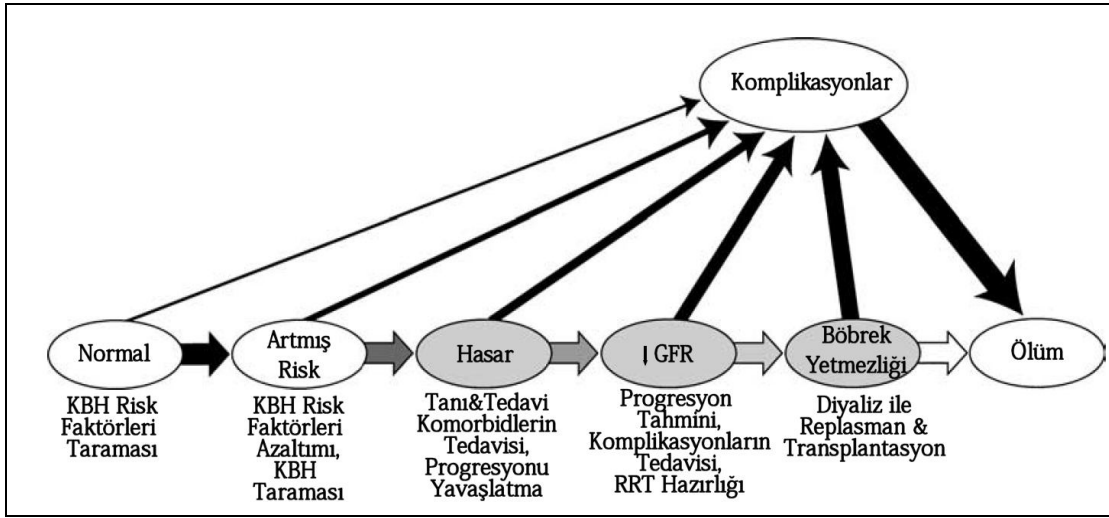 Komplikasyonlar
Normal
Artmış
Risk
Hasar
↓ GFR
Böbrek
Yetmezliği
Ölüm
KBH Risk
Faktörleri
Taraması
KBH Risk
Faktörleri
Azaltımı,
KBH
Taraması
Tanı&Tedavi
Komorbidlerin
Tedavisi,
Progresyonu
Yavaşlatma
Progresyon
Tahmini,
Komplikasyonların
Tedavisi,
RRT Hazırlığı
Diyaliz ile
Replasman &
Transplantasyon